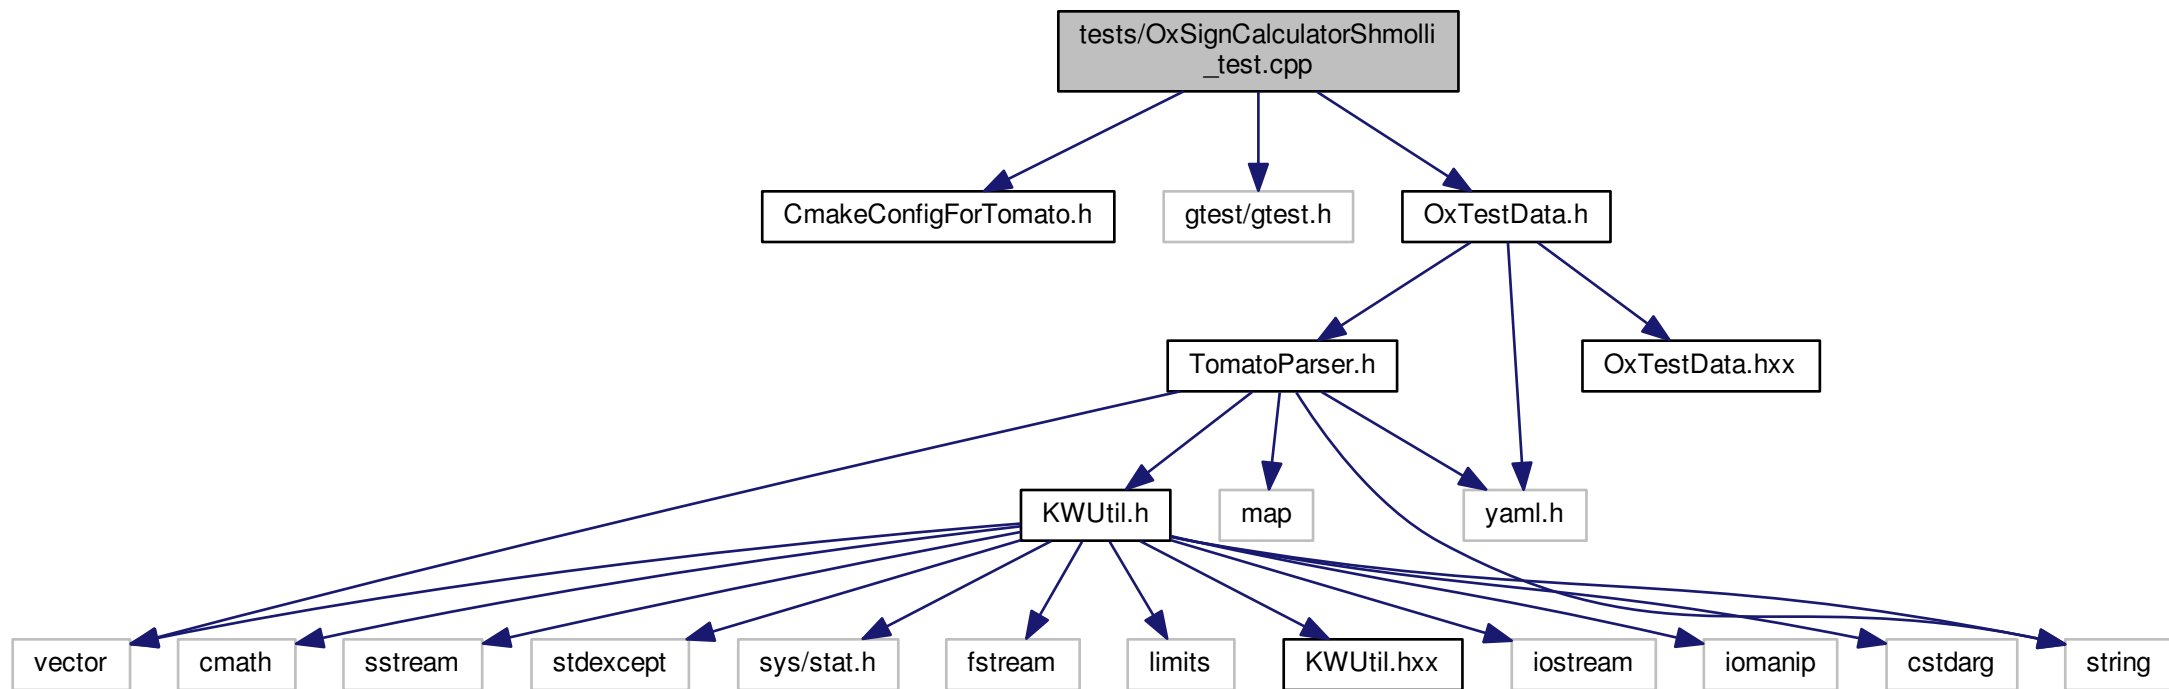 tests/OxSignCalculatorShmolli
_test.cpp
CmakeConfigForTomato.h
gtest/gtest.h
OxTestData.h
TomatoParser.h
OxTestData.hxx
KWUtil.h
map
yaml.h
vector
cmath
sstream
stdexcept
sys/stat.h
fstream
limits
KWUtil.hxx
iostream
iomanip
cstdarg
string